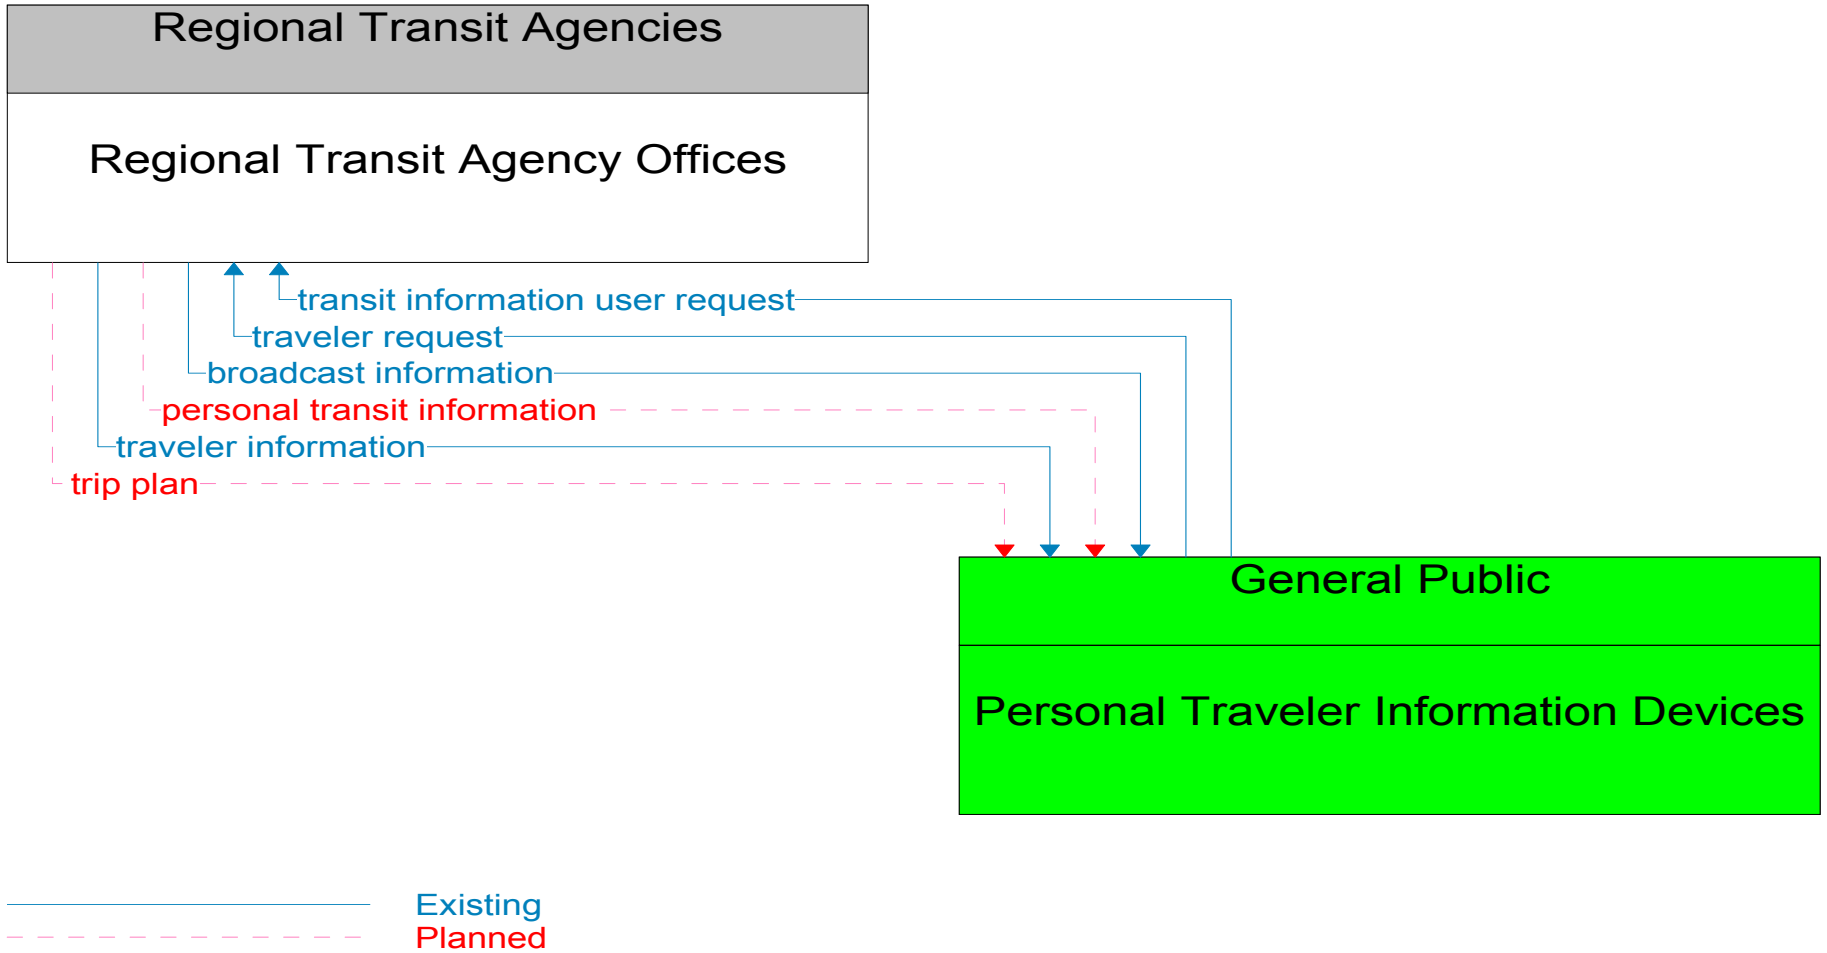 Regional Transit Agencies
Regional Transit Agency Offices
transit information user request
traveler request
broadcast information
personal transit information
traveler information
trip plan
General Public
Personal Traveler Information Devices
Existing
Planned